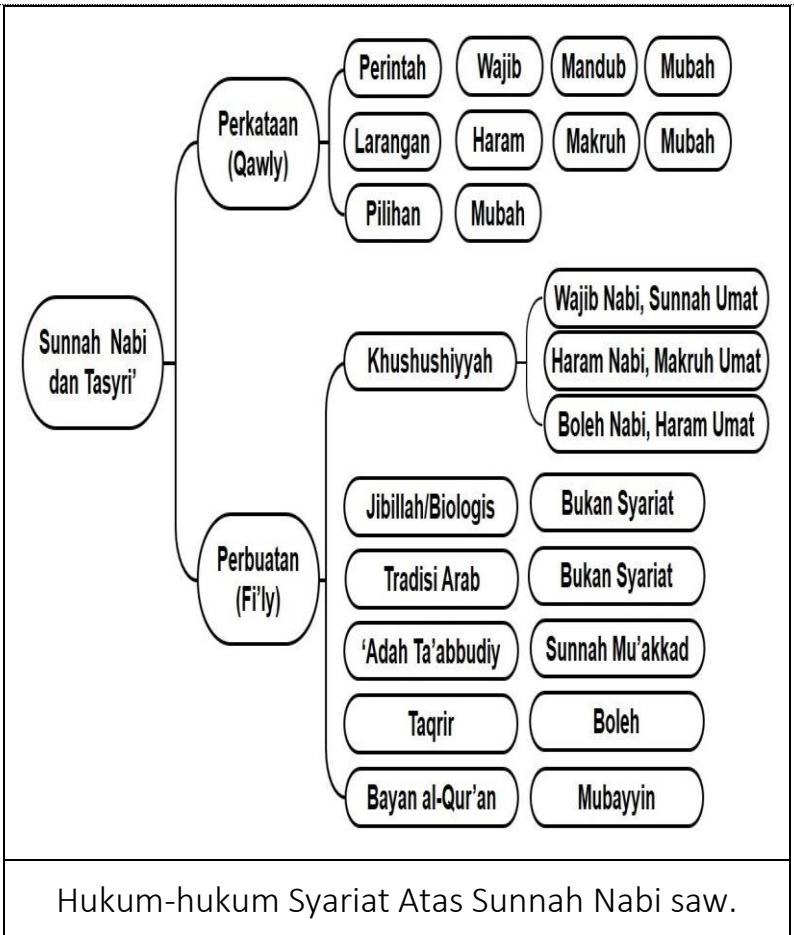 Sunnah Nabi
dan Tasyri’
Perkataan
(Qawly)
Perintah
Wajib
Mandub
Mubah
Larangan
Haram
Makruh
Mubah
Pilihan
Mubah
Perbuatan
(Fi’ly)
Khushushiyyah
Wajib Nabi, Sunnah Umat
Haram Nabi, Makruh Umat
Boleh Nabi, Haram Umat
Jibillah/Biologis
Bukan Syariat
Tradisi Arab
Bukan Syariat
‘Adah Ta’abbudiy
Sunnah Mu’akkad
Taqrir
Boleh
Bayan al-Qur’an
Mubayyin
Hukum-hukum Syariat Atas Sunnah Nabi saw.